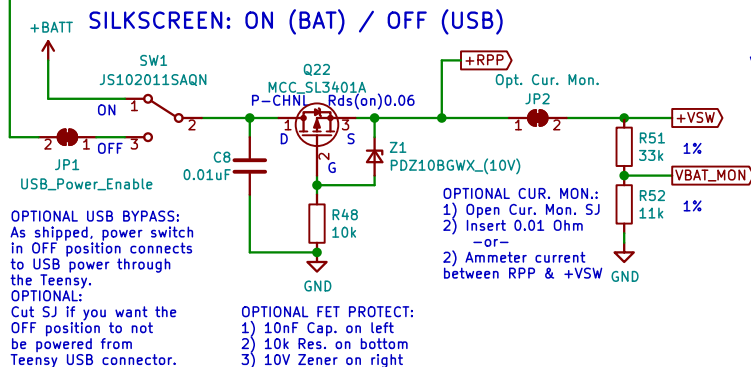 SILKSCREEN: ON (BAT) / OFF (USB)
+BATT
SW1
JS102011SAQN
ON
1
2
3
OFF
2
1
JP1
USB_Power_Enable
C8
0.01uF
Q22
MCC_SL3401A
P-CHNL Rds(on)0.06
1
3
D
S
2
G
Z1
PDZ10BGWX_(10V)
R48
10k
GND
+RPP
Opt. Cur. Mon.
JP2
1
2
+VSW
R51
33k
1%
VBAT_MON
R52
11k
1%
GND
OPTIONAL USB BYPASS:
As shipped, power switch
in OFF position connects
to USB power through
the Teensy.
OPTIONAL:
Cut SJ if you want the
OFF position to not
be powered from
Teensy USB connector.
OPTIONAL FET PROTECT:
1) 10nF Cap. on left
2) 10k Res. on bottom
3) 10V Zener on right
OPTIONAL CUR. MON.:
1) Open Cur. Mon. SJ
2) Insert 0.01 Ohm
-or-
2) Ammeter current
between RPP & +VSW